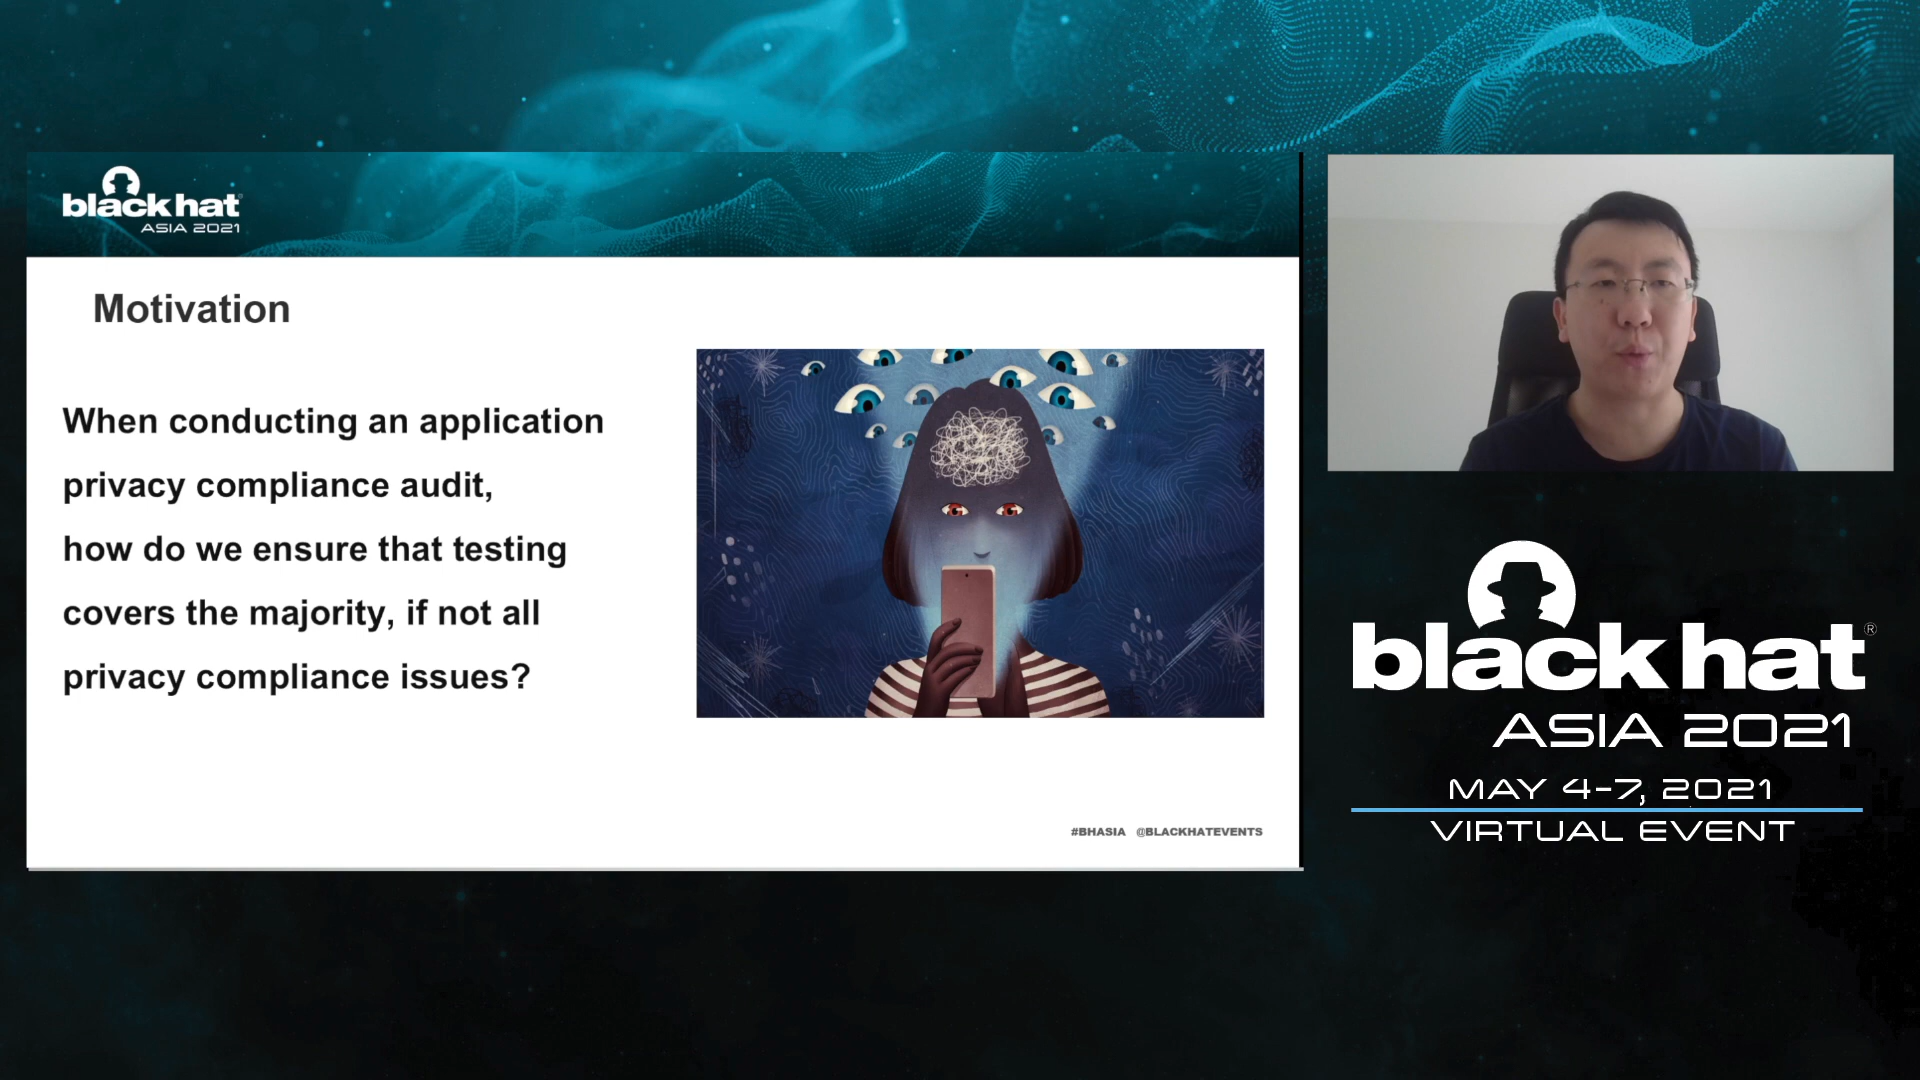 black hat
ASIA 2021
Motivation
When conducting an application
privacy compliance audit,
how do we ensure that testing
covers the majority, if not all
privacy compliance issues?
#BHASIA @BLACKHATEVENTS
black hat®
ASIA 2021
MAY 4-7, 2021
VIRTUAL EVENT